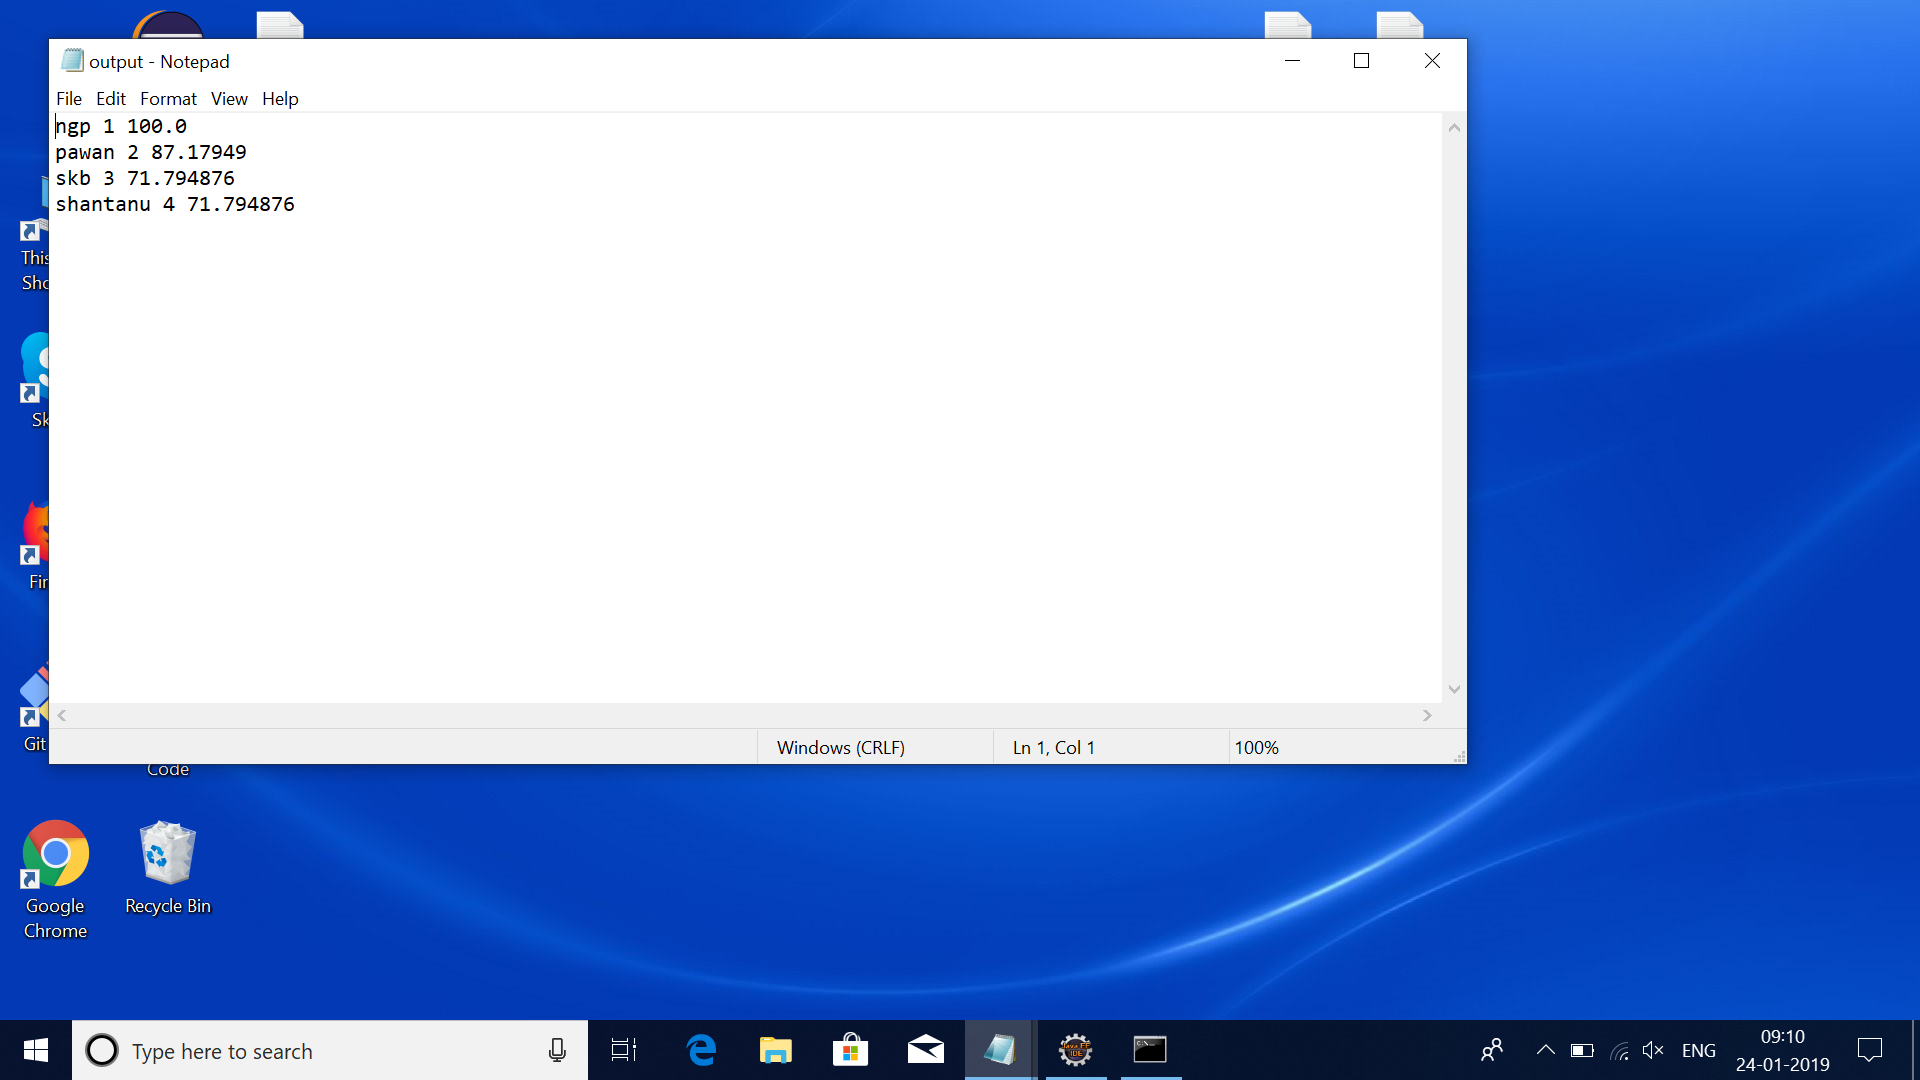 output - Notepad
File Edit Format View Help
ngp 1 100.0
pawan 2 87.17949
skb 3 71.794876
shantanu 4 71.794876
Windows (CRLF) Ln 1, Col 1 100%
This
Sho
Sk
Fir
Git
Code
Google
Chrome
Recycle Bin
Type here to search
ENG
09:10
24-01-2019